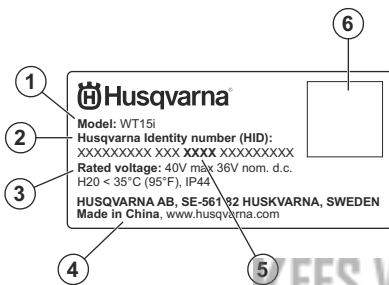 6
1
Husqvarna
Model: WT15i
2
Husqvarna Identity number (HID):
XXXXXXXXX XXX XXXX XXXXXXXXX
3
Rated voltage: 40V max 36V nom. d.c.
H20 < 35°C (95°F), IP44
HUSQVARNA AB, SE-561 82 HUSKVARNA, SWEDEN
Made in China, www.husqvarna.com
4
5